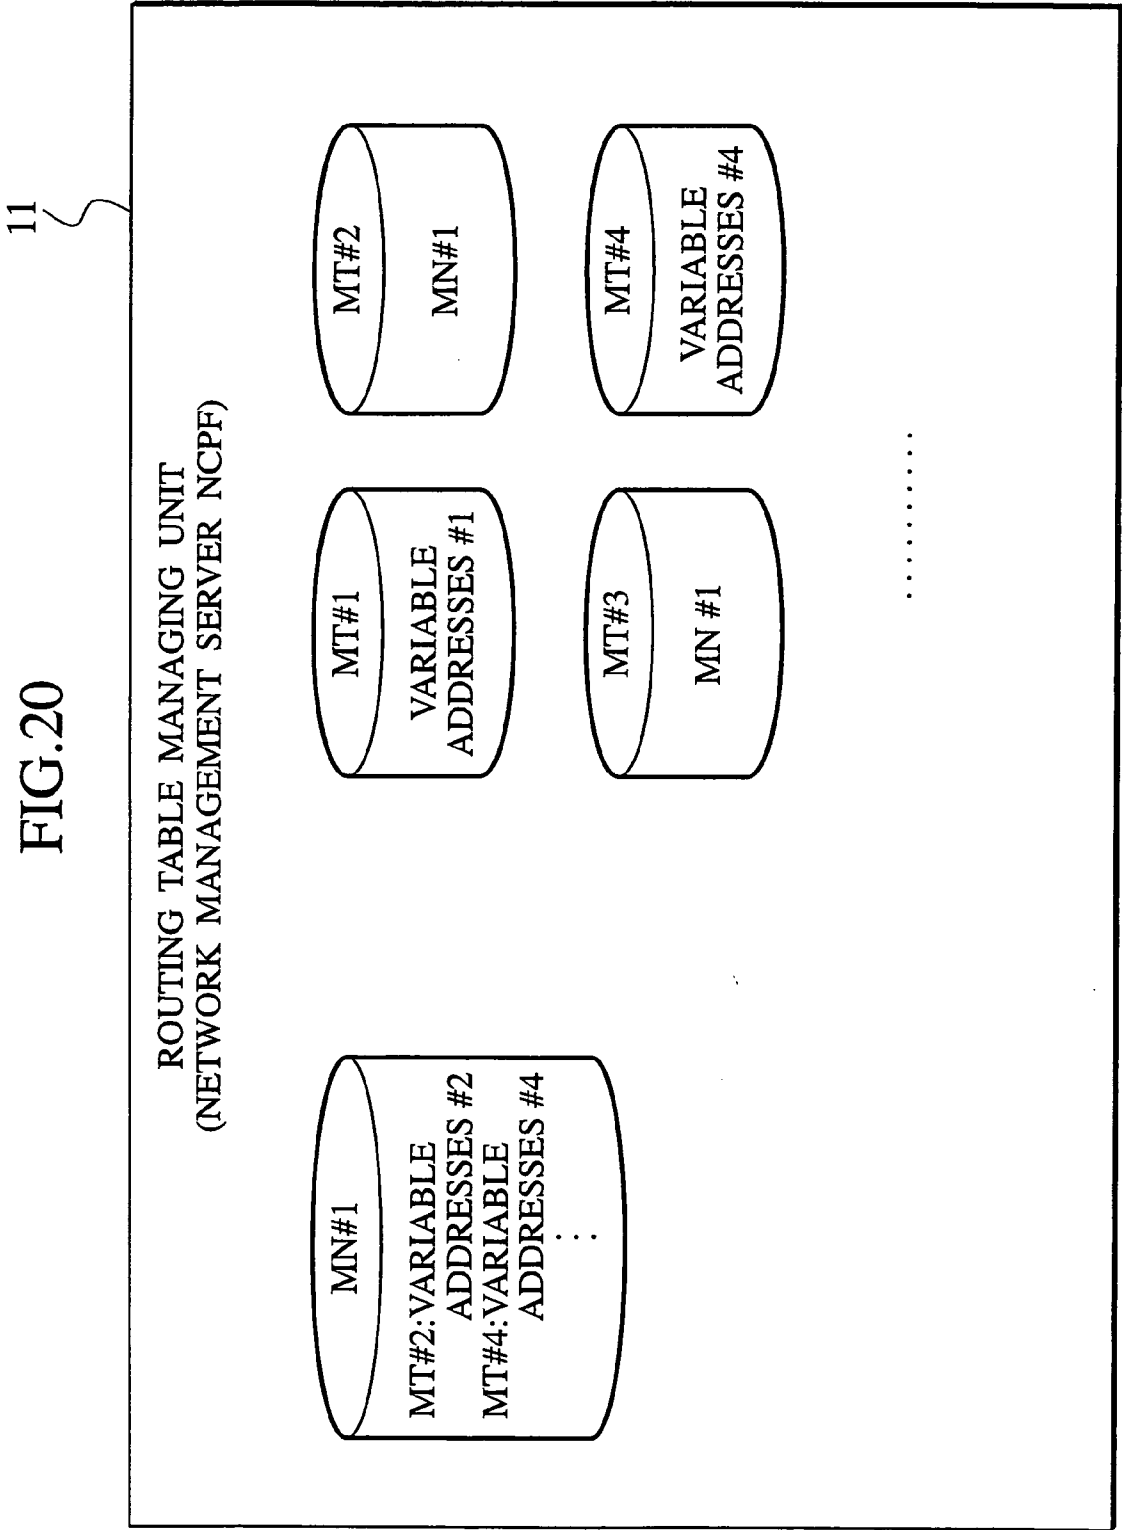 FIG.20
11
ROUTING TABLE MANAGING UNIT
(NETWORK MANAGEMENT SERVER NCPF)
MN#1
MT#2:VARIABLE
ADDRESSES #2
MT#4:VARIABLE
ADDRESSES #4
⋮
MT#1
VARIABLE
ADDRESSES #1
MT#2
MN#1
MT#3
MN #1
MT#4
VARIABLE
ADDRESSES #4
..........